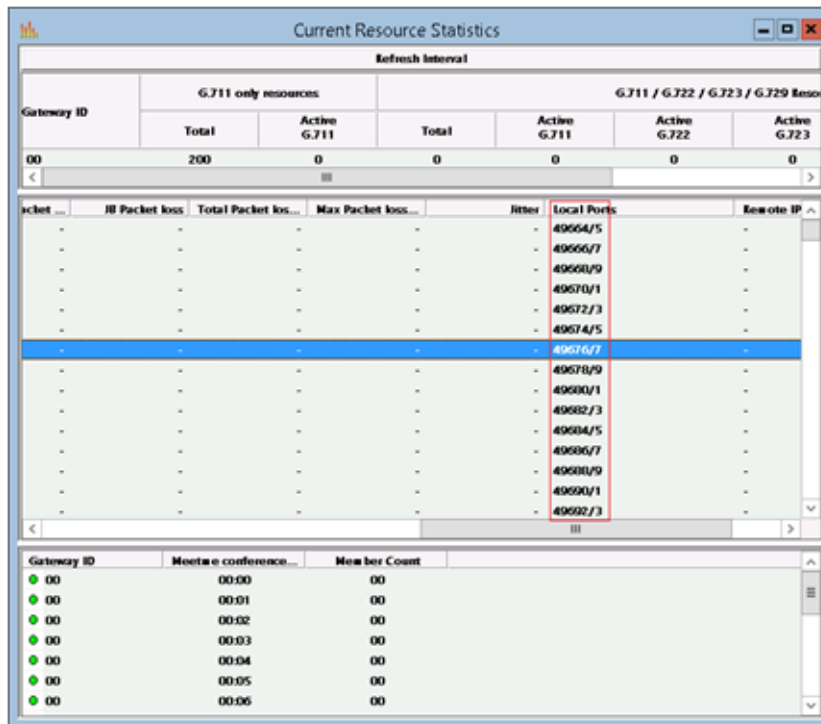 Current Resource Statistics
Refresh Interval
Gateway ID G.711 only resources G.711 / G.722 / G.723 / G.729 Reso
Total Active G.711 Total Active G.711 Active G.722 Active G.723
00 200 0 0 0 0 0
acket ... JB Packet loss Total Packet los... Max Packet loss... Jitter Local Ports Remote IP
- - - - - 49664/5 -
- - - - - 49666/7 -
- - - - - 49668/9 -
- - - - - 49670/1 -
- - - - - 49672/3 -
- - - - - 49674/5 -
- - - - - 49676/7 -
- - - - - 49678/9 -
- - - - - 49680/1 -
- - - - - 49682/3 -
- - - - - 49684/5 -
- - - - - 49686/7 -
- - - - - 49688/9 -
- - - - - 49690/1 -
- - - - - 49692/3
Gateway ID Meetme conference... Member Count
00 00:00 00
00 00:01 00
00 00:02 00
00 00:03 00
00 00:04 00
00 00:05 00
00 00:06 00